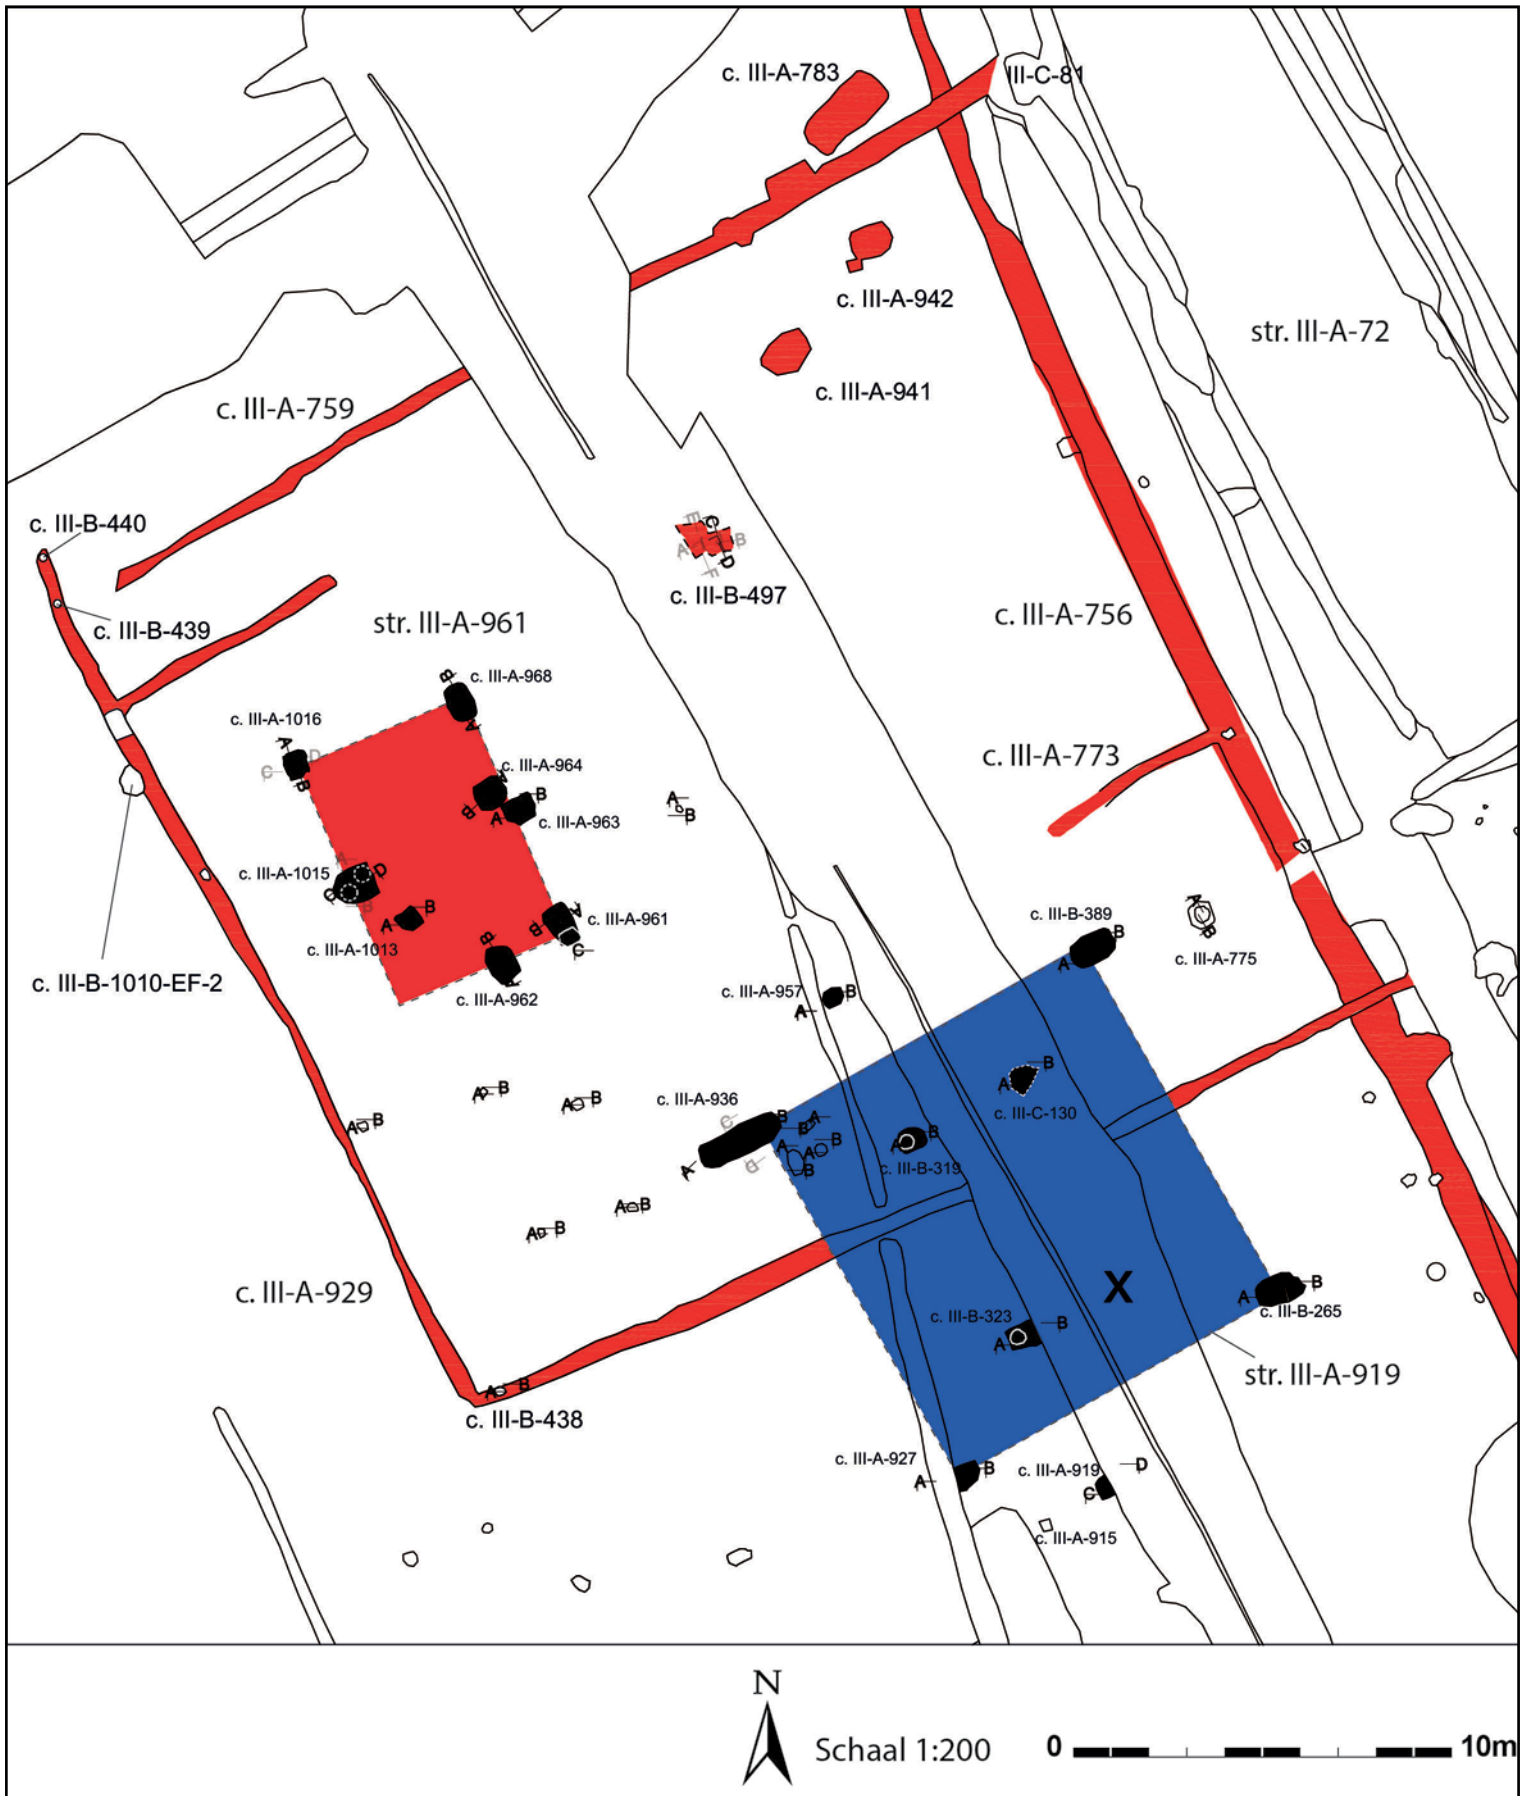 c. III-A-783
III-C-81
c. III-A-942
str. III-A-72
c. III-A-941
c. III-A-759
c. III-B-440
E C
A B
F D
c. III-B-497
c. III-B-439
str. III-A-961
c. III-A-756
B
c. III-A-968
A
c. III-A-1016
A
C D
B
c. III-A-773
c. III-A-964
A
B
B
A
c. III-A-963
A
B
c. III-A-1015
A
D
C
B
A B
c. III-A-1013
A
B
c. III-A-961
C
B
A
c. III-A-962
c. III-B-389
B
A
A
B
c. III-A-775
c. III-B-1010-EF-2
c. III-A-957
B
A
A B
A B
A B
c. III-A-936
C
B
A
D
A
B
A
A B
B
B
A
c. III-C-130
A B
c. III-B-319
A B
A B
c. III-A-929
X
B
A
c. III-B-265
c. III-B-323
B
A
str. III-A-919
A B
c. III-B-438
c. III-A-927
A
B
c. III-A-919
D
C
c. III-A-915
N
Schaal 1:200
0 10m